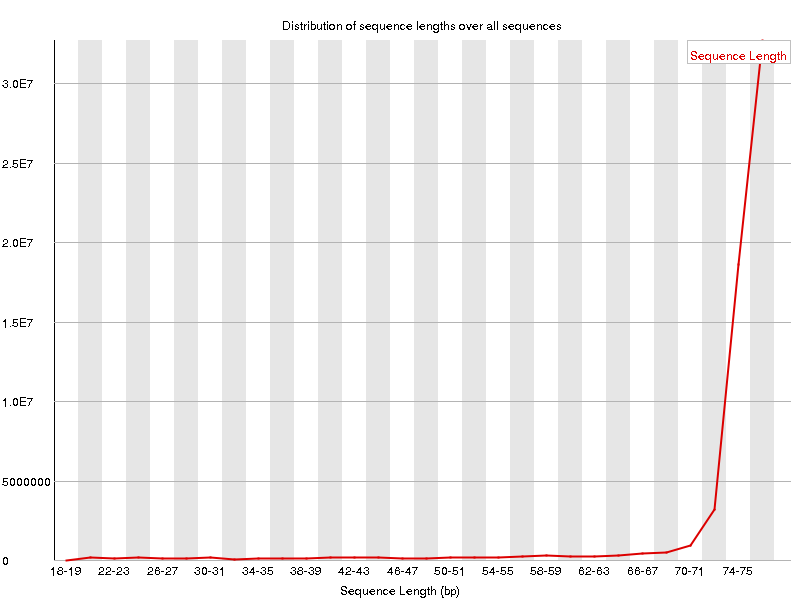 Distribution of sequence lengths over all sequences
Sequence Length
3.0E7
2.5E7
2.0E7
1.5E7
1.0E7
5000000
0
18-19 22-23 26-27 30-31 34-35 38-39 42-43 46-47 50-51 54-55 58-59 62-63 66-67 70-71 74-75
Sequence Length (bp)